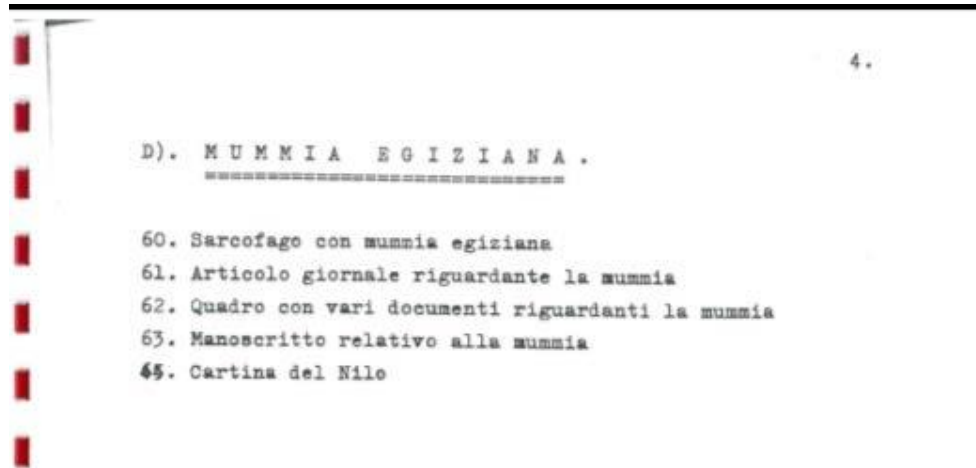 4.
D). M U M M I A   E G I Z I A N A .
==============================
60. Sarcofago con mummia egiziana
61. Articolo giornale riguardante la mummia
62. Quadro con vari documenti riguardanti la mummia
63. Manoscritto relativo alla mummia
Cartina del Nilo